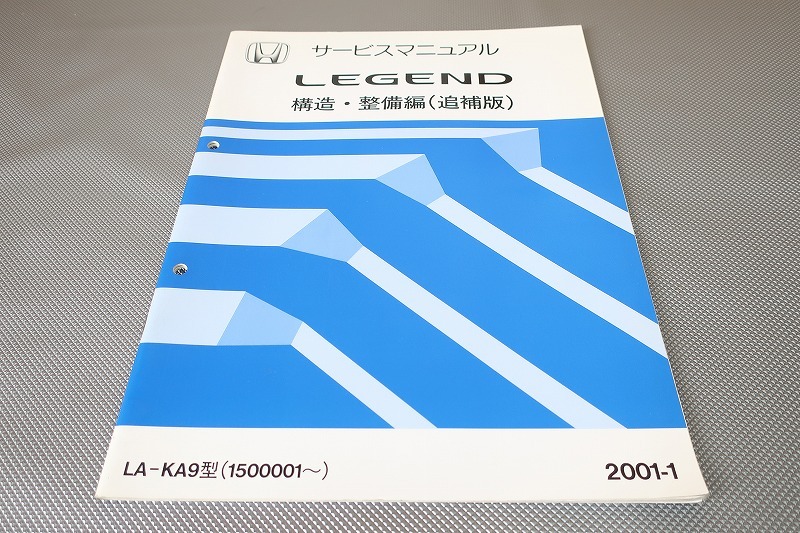 サービスマニュアル
LEGEND
構造・整備編(追補版)
LA-KA9型(1500001～)
2001-1